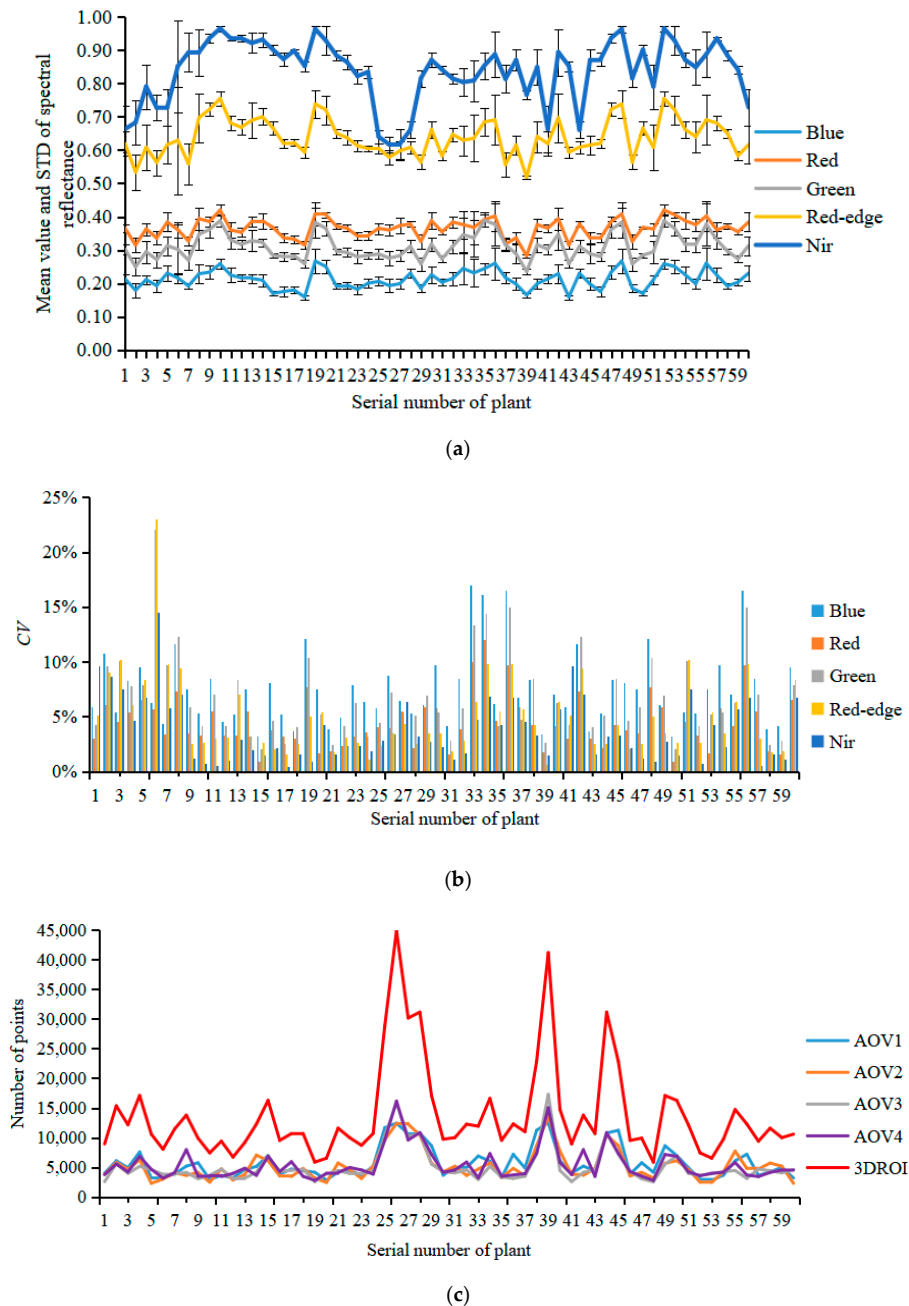 Mean value and STD of spectral
reflectance
1.00
0.90
0.80
0.70
0.60
0.50
0.40
0.30
0.20
0.10
0.00
1 3 5 7 9 11 13 15 17 19 21 23 25 27 29 31 33 35 37 39 41 43 45 47 49 51 53 55 57 59
Serial number of plant
Blue
Red
Green
Red-edge
Nir
(a)
CV
25%
20%
15%
10%
5%
0%
1 3 5 7 9 11 13 15 17 19 21 23 25 27 29 31 33 35 37 39 41 43 45 47 49 51 53 55 57 59
Serial number of plant
Blue
Red
Green
Red-edge
Nir
(b)
Number of points
45,000
40,000
35,000
30,000
25,000
20,000
15,000
10,000
5,000
0
1 3 5 7 9 11 13 15 17 19 21 23 25 27 29 31 33 35 37 39 41 43 45 47 49 51 53 55 57 59
Serial number of plant
AOV1
AOV2
AOV3
AOV4
3DROI
(c)